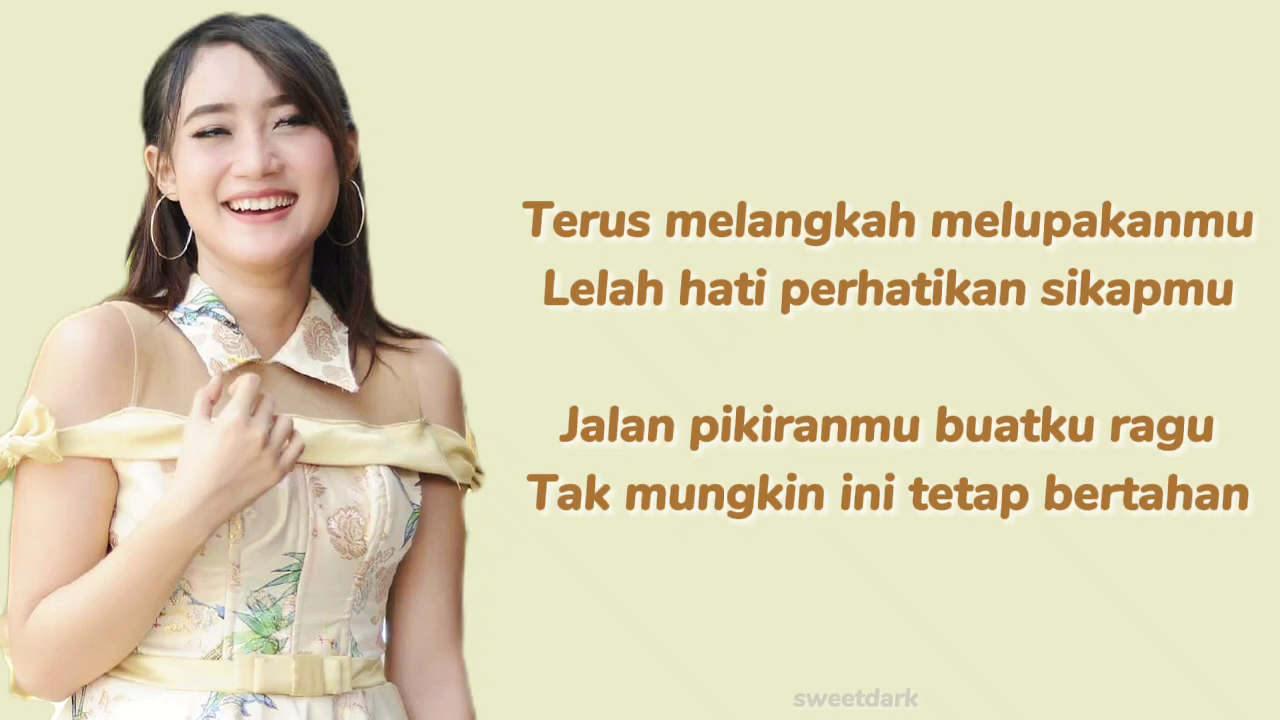 Terus melangkah melupakanmu
Lelah hati perhatikan sikapmu
Jalan pikiranmu buatku ragu
Tak mungkin ini tetap bertahan
sweetdark